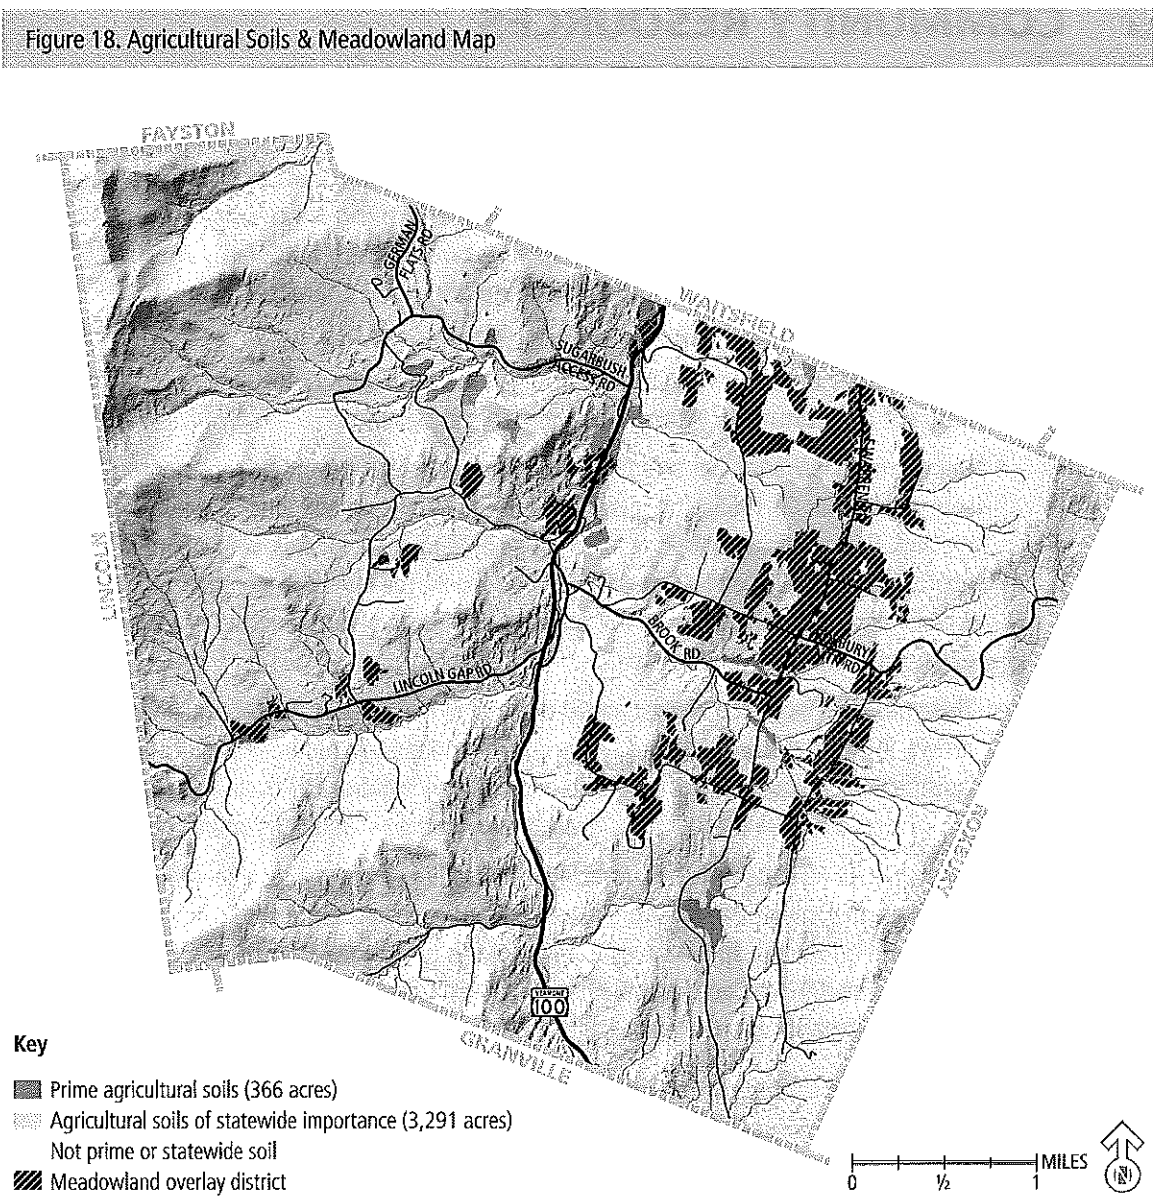 Figure 18. Agricultural Soils & Meadowland Map
FAYSTON
GERMAN
FLATS RD
WAITSFIELD
SUGARBUSH
ACCESS RD
LINCOLN
ROXBURY
BROOK RD
LINCOLN GAP RD
ROXBURY
VERMONT
100
GRANVILLE
Key
Prime agricultural soils (366 acres)
Agricultural soils of statewide importance (3,291 acres)
Not prime or statewide soil
Meadowland overlay district
MILES
0 ½ 1
N